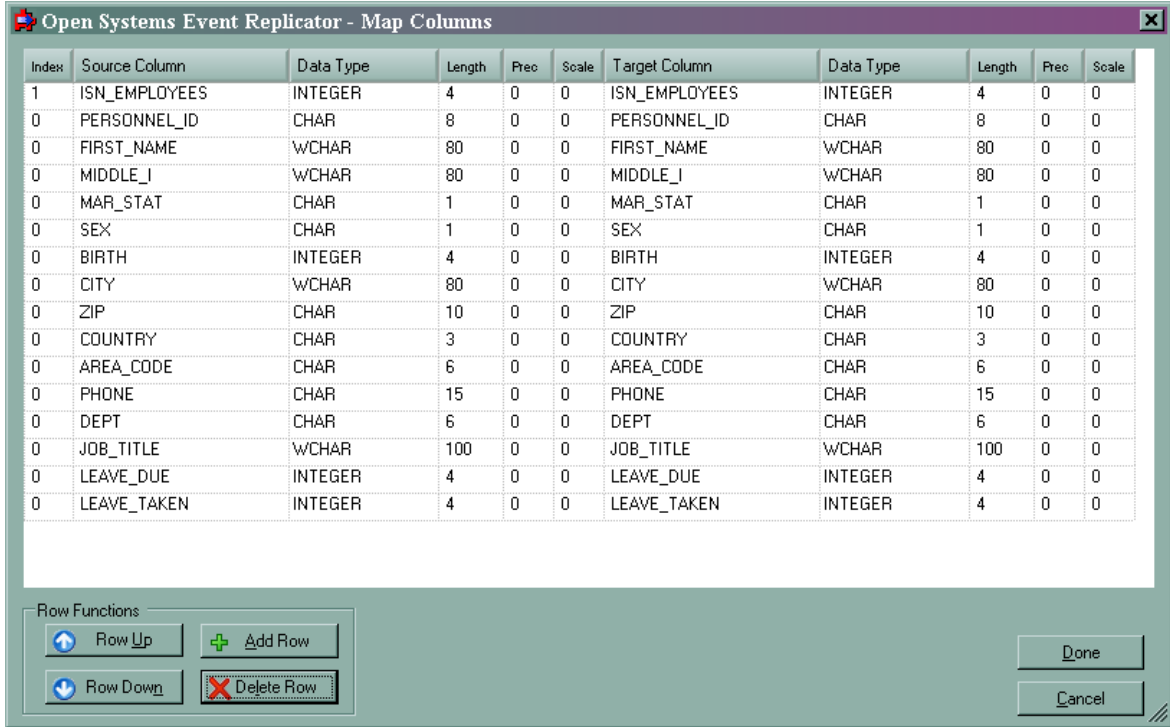 Open Systems Event Replicator - Map Columns
Index Source Column Data Type Length Prec Scale Target Column Data Type Length Prec Scale
1 ISN_EMPLOYEES INTEGER 4 0 0 ISN_EMPLOYEES INTEGER 4 0 0
0 PERSONNEL_ID CHAR 8 0 0 PERSONNEL_ID CHAR 8 0 0
0 FIRST_NAME WCHAR 80 0 0 FIRST_NAME WCHAR 80 0 0
0 MIDDLE_I WCHAR 80 0 0 MIDDLE_I WCHAR 80 0 0
0 MAR_STAT CHAR 1 0 0 MAR_STAT CHAR 1 0 0
0 SEX CHAR 1 0 0 SEX CHAR 1 0 0
0 BIRTH INTEGER 4 0 0 BIRTH INTEGER 4 0 0
0 CITY WCHAR 80 0 0 CITY WCHAR 80 0 0
0 ZIP CHAR 10 0 0 ZIP CHAR 10 0 0
0 COUNTRY CHAR 3 0 0 COUNTRY CHAR 3 0 0
0 AREA_CODE CHAR 6 0 0 AREA_CODE CHAR 6 0 0
0 PHONE CHAR 15 0 0 PHONE CHAR 15 0 0
0 DEPT CHAR 6 0 0 DEPT CHAR 6 0 0
0 JOB_TITLE WCHAR 100 0 0 JOB_TITLE WCHAR 100 0 0
0 LEAVE_DUE INTEGER 4 0 0 LEAVE_DUE INTEGER 4 0 0
0 LEAVE_TAKEN INTEGER 4 0 0 LEAVE_TAKEN INTEGER 4 0 0
Row Functions
Row Up Add Row
Row Down Delete Row
Done
Cancel